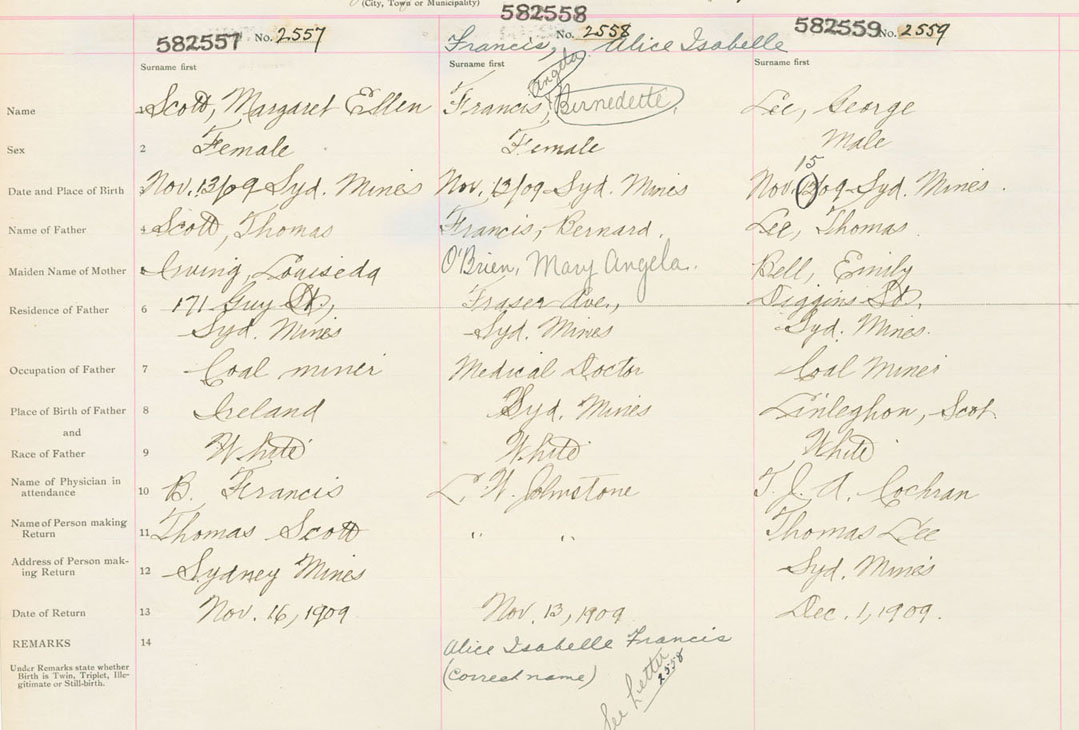 (City, Town or Municipality)
582557 No. 2557
582558 No. 2558
582559 No. 2559
Francis, Alice Isabelle
Surname first Surname first Surname first
Angela
Name 1 Scott, Margaret Ellen Francis, Bernedette, Lee, George
Sex 2 Female Female Male
15
Date and Place of Birth 3 Nov. 13/09 Syd. Mines Nov. 13/09 Syd. Mines Nov. 13/09 Syd. Mines.
Name of Father 4 Scott, Thomas Francis, Bernard. Lee, Thomas
Maiden Name of Mother 5 Irving, Louiseda O'Brien, Mary Angela. Bell, Emily
Residence of Father 6 171 Guy St, Fraser Ave., Diggins St,
Syd. Mines Syd. Mines Syd. Mines.
Occupation of Father 7 Coal miner Medical Doctor Coal Miner
Place of Birth of Father 8 Ireland Syd. Mines Linleghon, Scot.
and
Race of Father 9 White White White
Name of Physician in
attendance 10 B. Francis L. W. Johnstone T. J. A. Cochran
Name of Person making
Return 11 Thomas Scott " " Thomas Lee
Address of Person mak-
ing Return 12 Sydney Mines Syd. Mines
Date of Return 13 Nov. 16, 1909 Nov. 13, 1909 Dec. 1, 1909.
REMARKS 14 Alice Isabelle Francis
(Correct name)
See Letter
2558
Under Remarks state whether
Birth is Twin, Triplet, Ille-
gitimate or Still-birth.